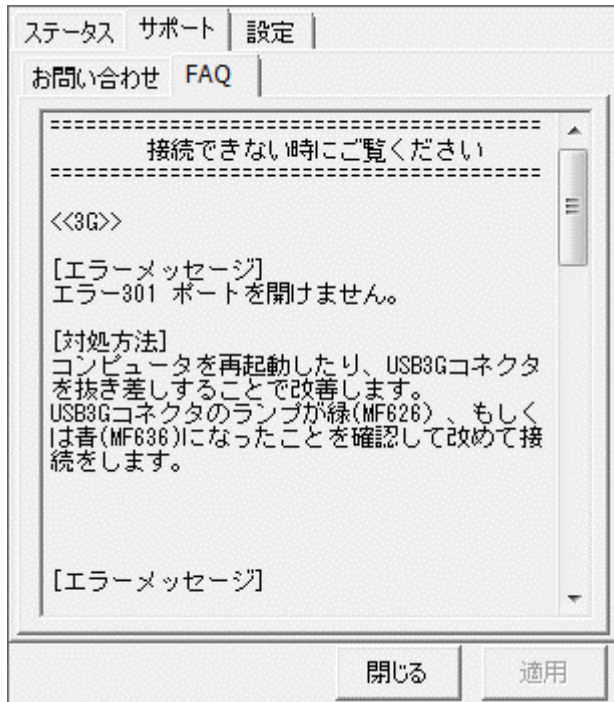 ステータス サポート 設定
お問い合わせ FAQ
=========================================
接続できない時にご覧ください
=========================================
<<3G>>
[エラーメッセージ]
エラー301 ポートを開けません。
[対処方法]
コンピュータを再起動したり、USB3Gコネクタ
を抜き差しすることで改善します。
USB3Gコネクタのランプが緑(MF626)、もしく
は青(MF636)になったことを確認して改めて接
続をします。
[エラーメッセージ]
閉じる 適用